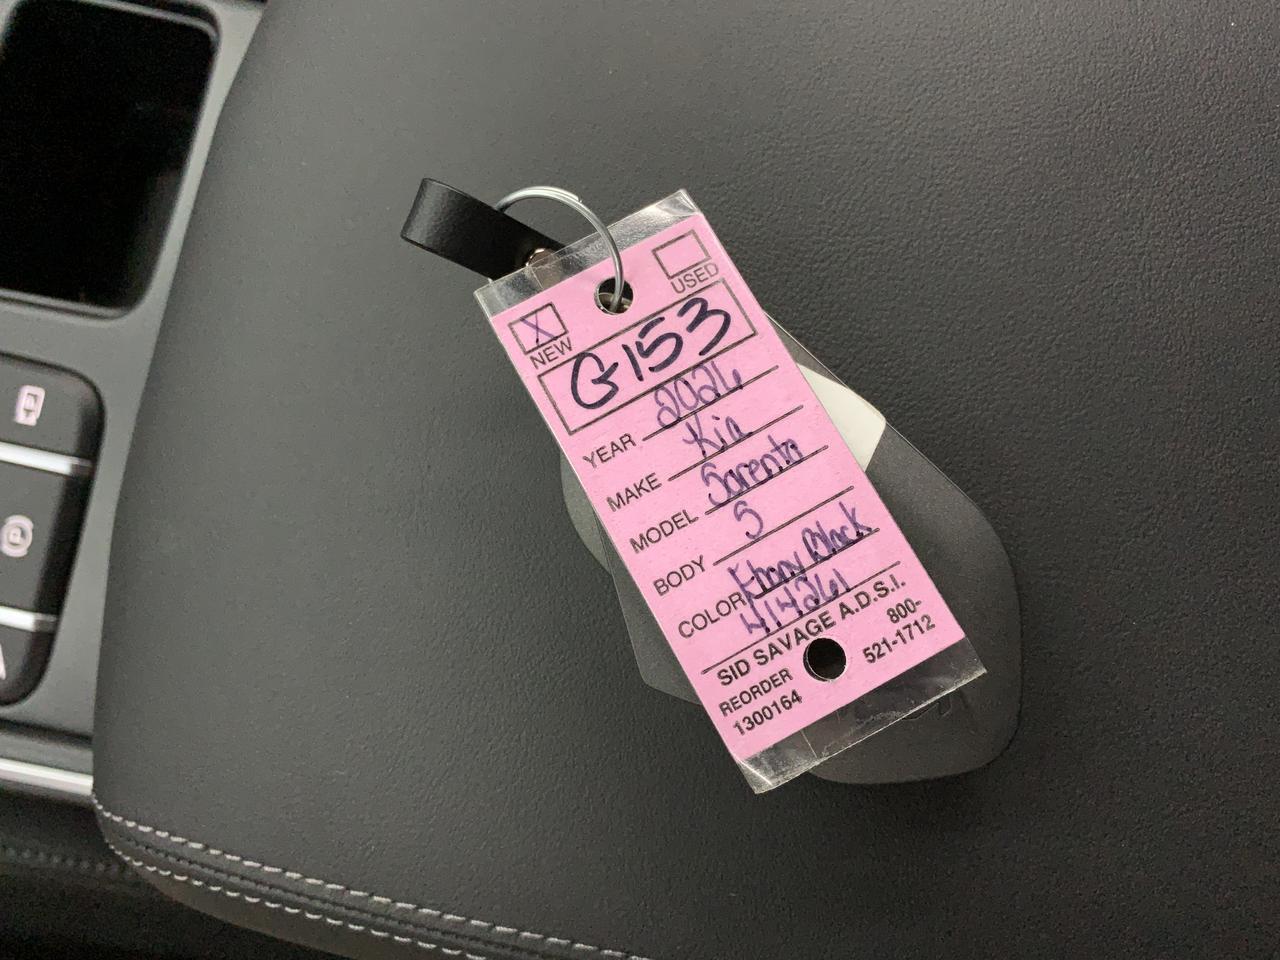 USED
X
NEW
G153
YEAR 2026
MAKE Kia
MODEL Sorento
BODY S
COLOR Ebony Black
414261
SID SAVAGE A.D.S.I.
REORDER 1300164
800-521-1712